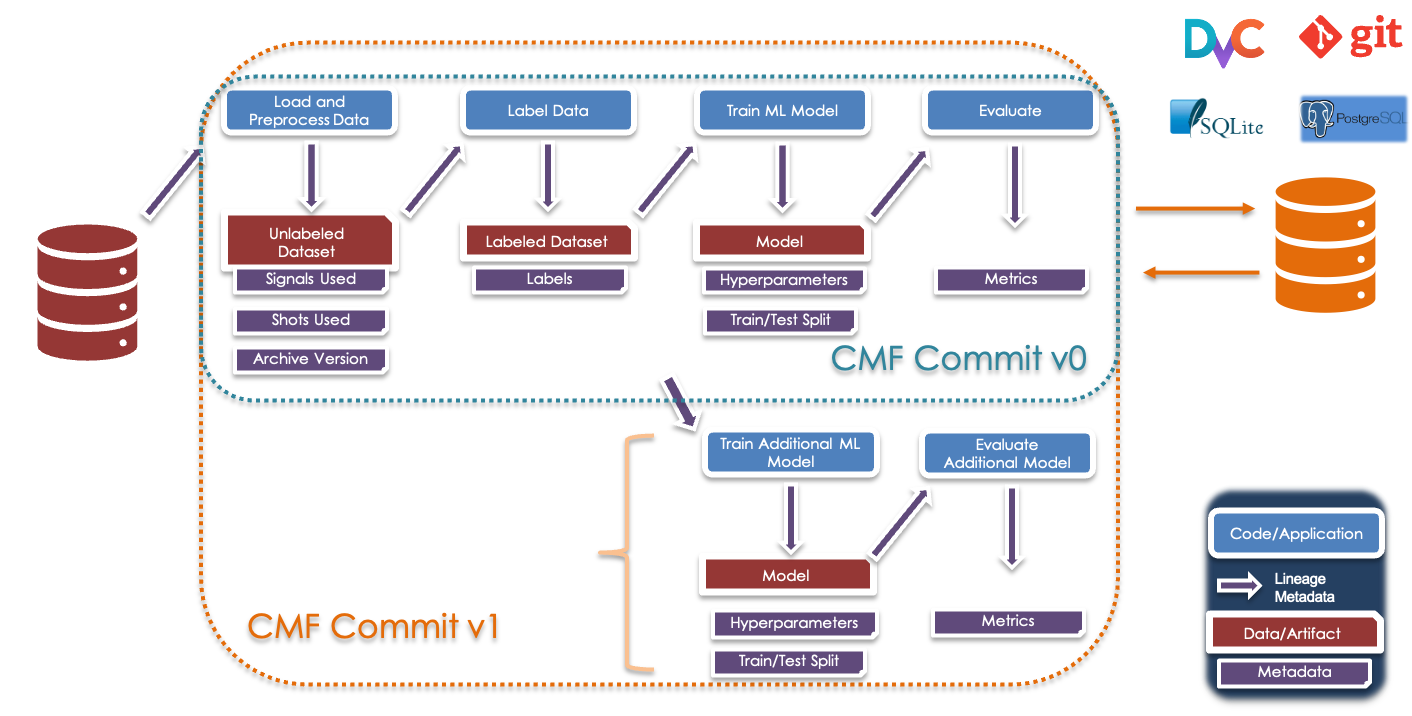 DVC
git
SQLite
PostgreSQL
Load and
Preprocess Data
Label Data
Train ML Model
Evaluate
Unlabeled
Dataset
Labeled Dataset
Model
Signals Used
Labels
Hyperparameters
Metrics
Shots Used
Train/Test Split
Archive Version
CMF Commit v0
Train Additional ML
Model
Evaluate
Additional Model
Model
Hyperparameters
Metrics
Train/Test Split
CMF Commit v1
Code/Application
Lineage
Metadata
Data/Artifact
Metadata